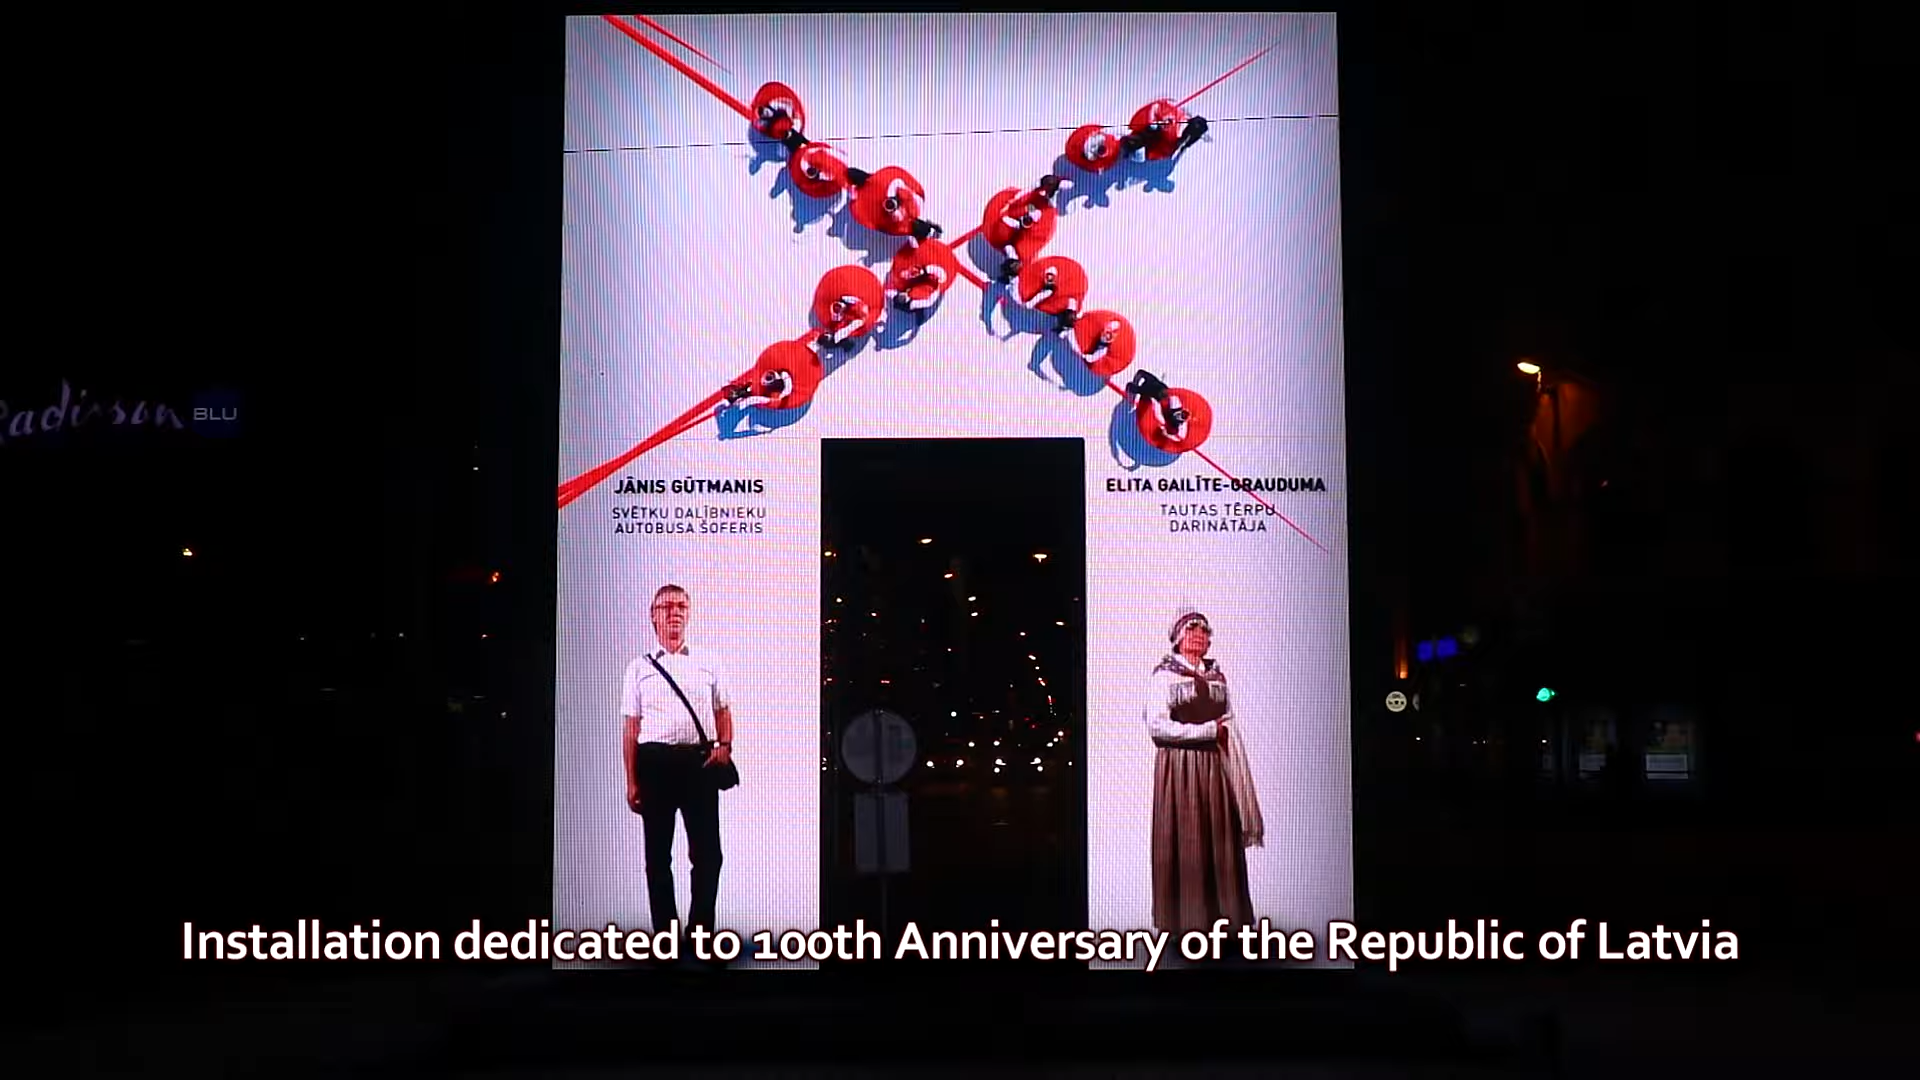 Radisson BLU
JĀNIS GŪTMANIS
SVĒTKU DALĪBNIEKU
AUTOBUSA ŠOFERIS
ELITA GAILĪTE-GRAUDUMA
TAUTAS TĒRPU
DARINĀTĀJA
Installation dedicated to 100th Anniversary of the Republic of Latvia